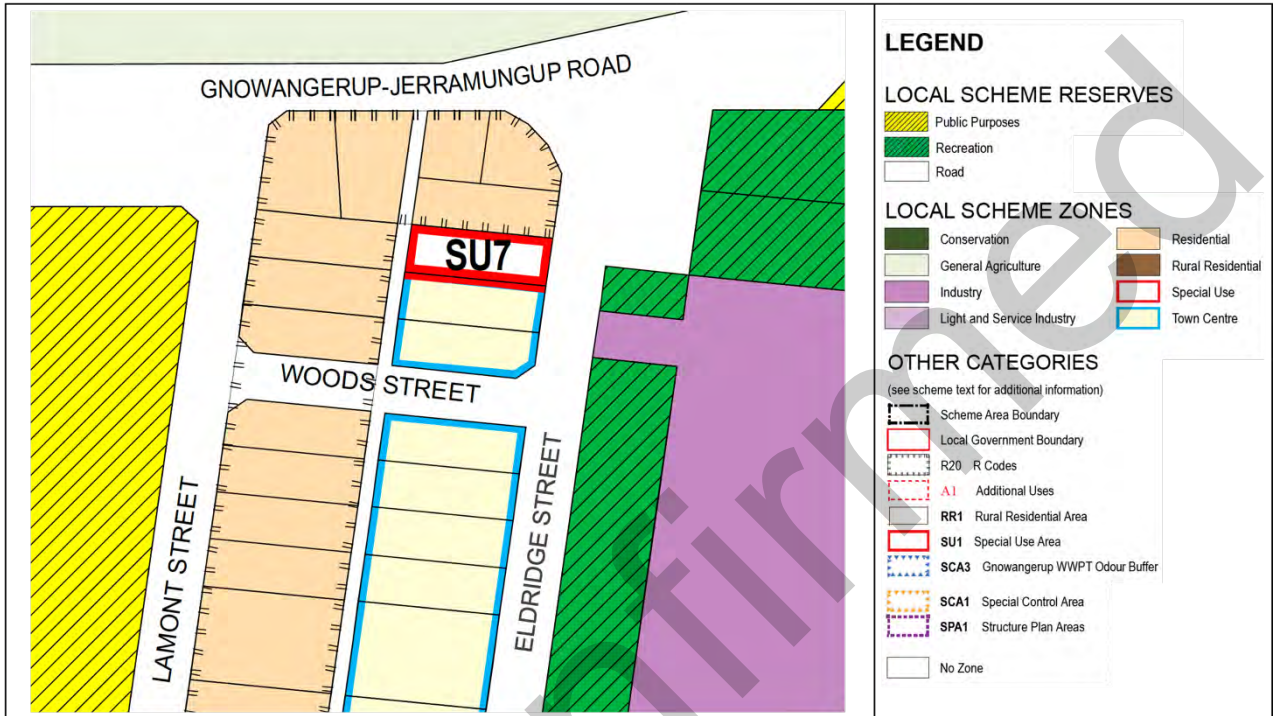 GNOWANGERUP-JERRAMUNGUP ROAD
SU7
WOODS STREET
LAMONT STREET
ELDRIDGE STREET
LEGEND
LOCAL SCHEME RESERVES
Public Purposes
Recreation
Road
LOCAL SCHEME ZONES
Conservation
General Agriculture
Industry
Light and Service Industry
Residential
Rural Residential
Special Use
Town Centre
OTHER CATEGORIES
(see scheme text for additional information)
Scheme Area Boundary
Local Government Boundary
R20 R Codes
A1 Additional Uses
RR1 Rural Residential Area
SU1 Special Use Area
SCA3 Gnowangerup WWPT Odour Buffer
SCA1 Special Control Area
SPA1 Structure Plan Areas
No Zone
nfirmed